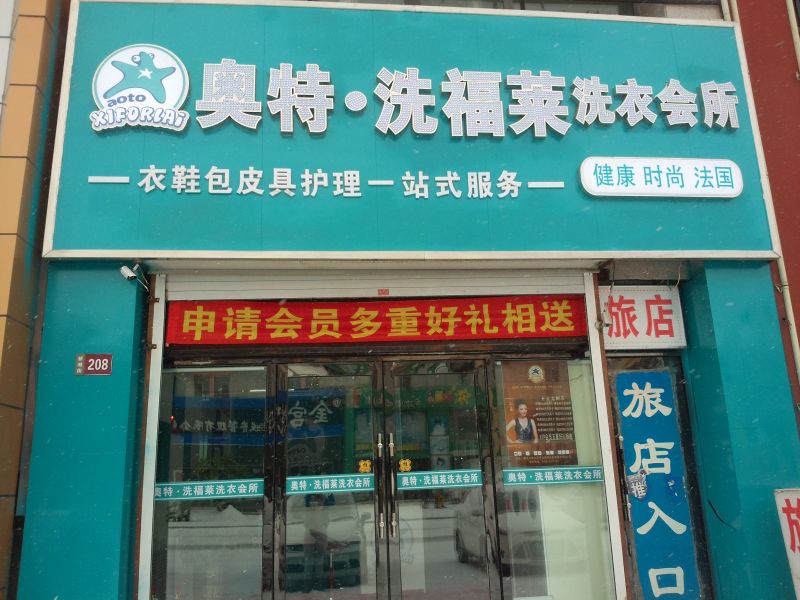 aoto
XIFORLAI
奥特·洗福莱洗衣会所
衣鞋包皮具护理一站式服务
健康 时尚 法国
申请会员多重好礼相送
旅店
208
旅店入口
奥特·洗福莱洗衣会所
奥特·洗福莱洗衣会所
奥特·洗福莱洗衣会所
奥特·洗福莱洗衣会所
推
旅